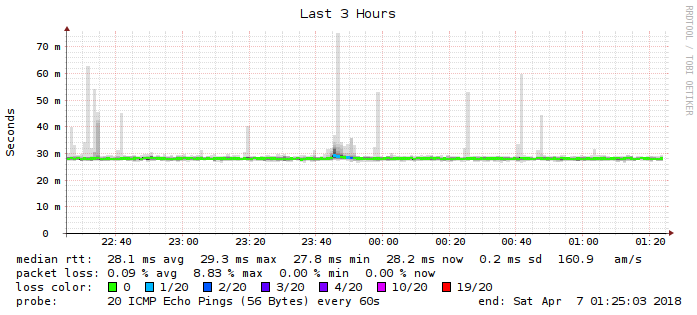 Last 3 Hours
RRDTOOL / TOBI OETIKER
Seconds
70 m
60 m
50 m
40 m
30 m
20 m
10 m
0
22:40 23:00 23:20 23:40 00:00 00:20 00:40 01:00 01:20
median rtt: 28.1 ms avg 29.3 ms max 27.8 ms min 28.2 ms now 0.2 ms sd 160.9 am/s
packet loss: 0.09 % avg 8.83 % max 0.00 % min 0.00 % now
loss color: 0 1/20 2/20 3/20 4/20 10/20 19/20
probe: 20 ICMP Echo Pings (56 Bytes) every 60s end: Sat Apr 7 01:25:03 2018